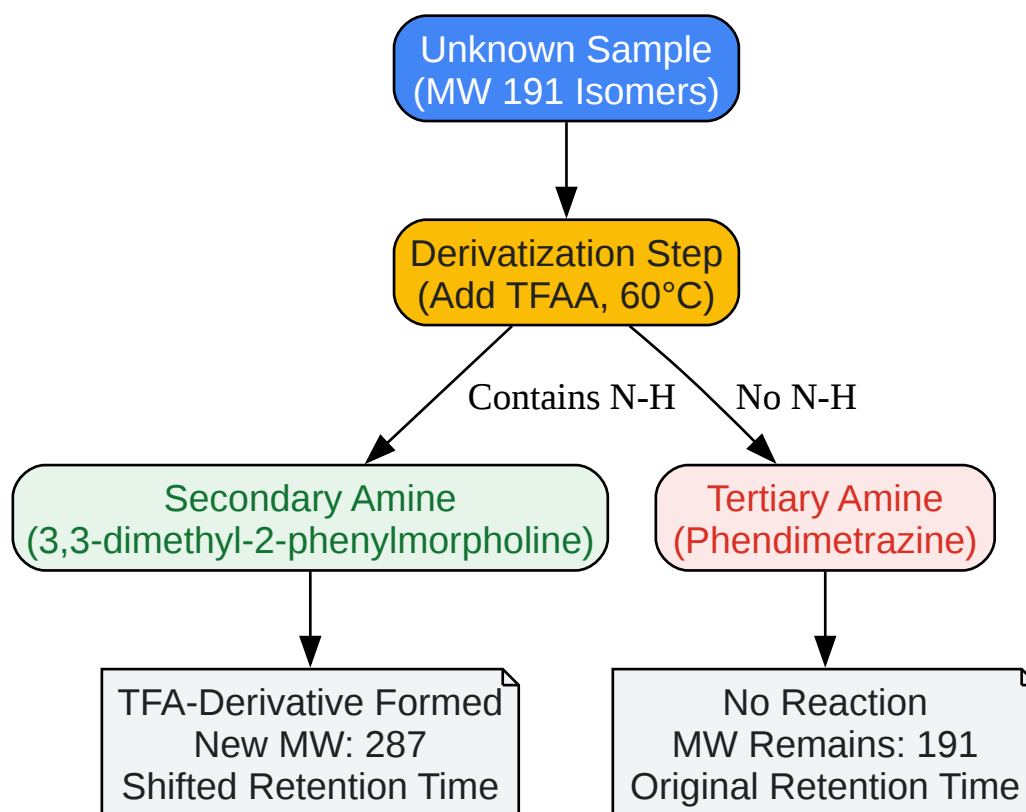 Unknown Sample
(MW 191 Isomers)
Derivatization Step
(Add TFAA, 60°C)
Contains N-H
No N-H
Secondary Amine
(3,3-dimethyl-2-phenylmorpholine)
Tertiary Amine
(Phendimetrazine)
TFA-Derivative Formed
New MW: 287
Shifted Retention Time
No Reaction
MW Remains: 191
Original Retention Time